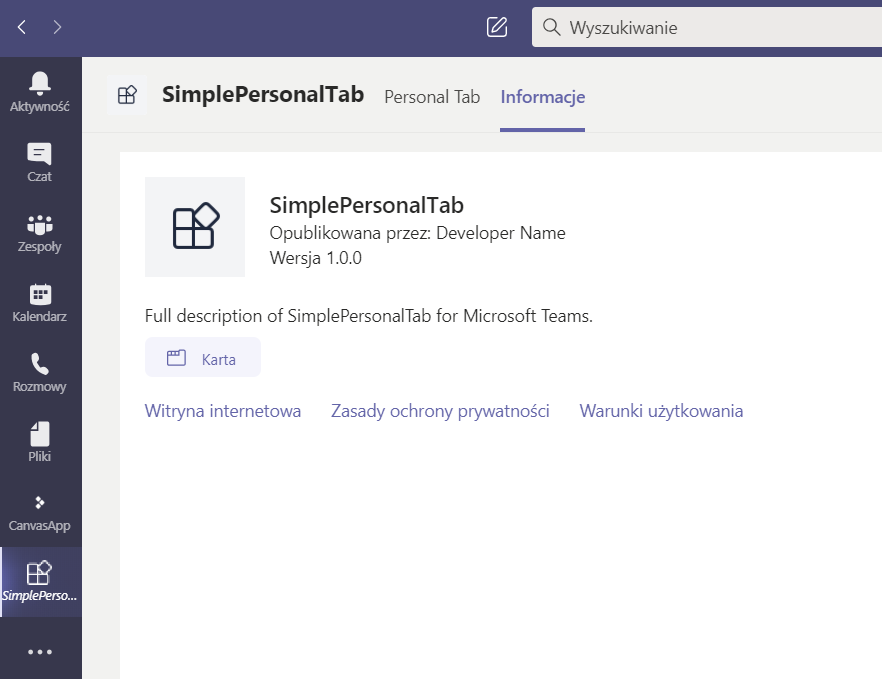 Wyszukiwanie
Aktywność
Czat
Zespoły
Kalendarz
Rozmowy
Pliki
CanvasApp
SimplePerso...
SimplePersonalTab Personal Tab Informacje
SimplePersonalTab
Opublikowana przez: Developer Name
Wersja 1.0.0
Full description of SimplePersonalTab for Microsoft Teams.
Karta
Witryna internetowa Zasady ochrony prywatności Warunki użytkowania